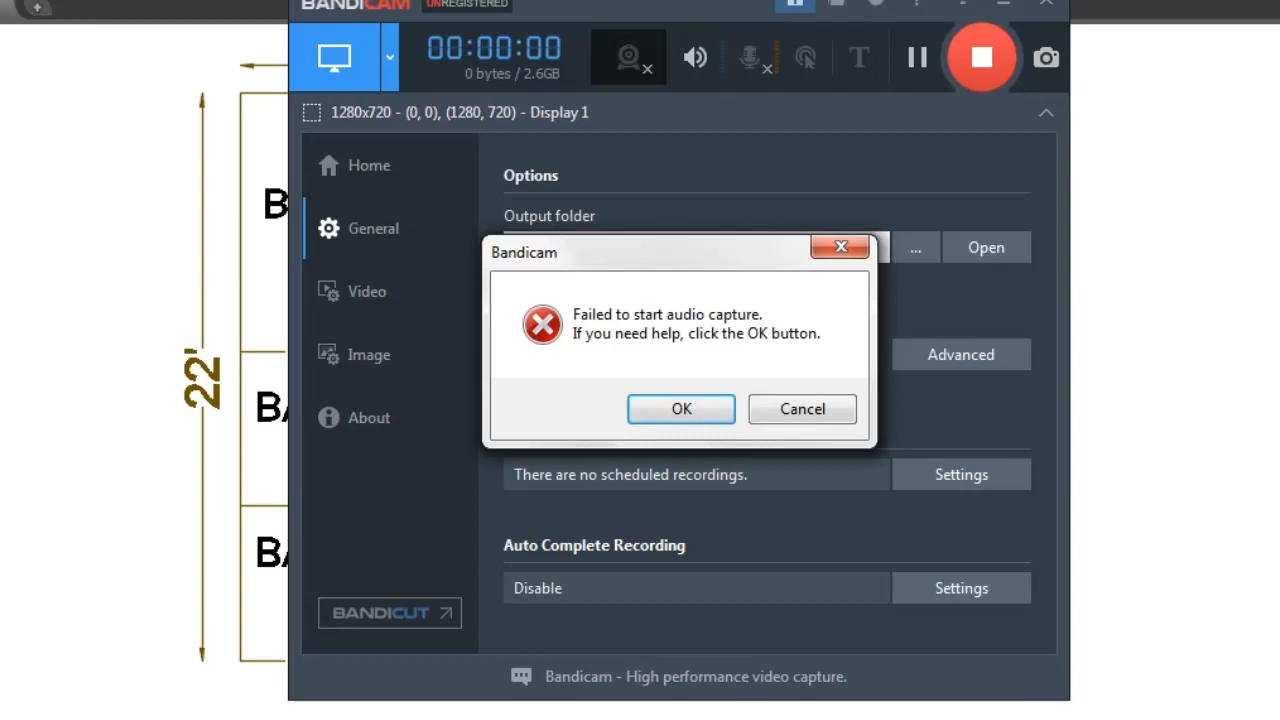 BANDICAM UNREGISTERED
00:00:00
0 bytes / 2.6GB
T
1280x720 - (0, 0), (1280, 720) - Display 1
Home
General
Video
Image
About
BANDICUT
Options
Output folder
... Open
Advanced
Bandicam
Failed to start audio capture.
If you need help, click the OK button.
OK Cancel
There are no scheduled recordings. Settings
Auto Complete Recording
Disable Settings
Bandicam - High performance video capture.
22'